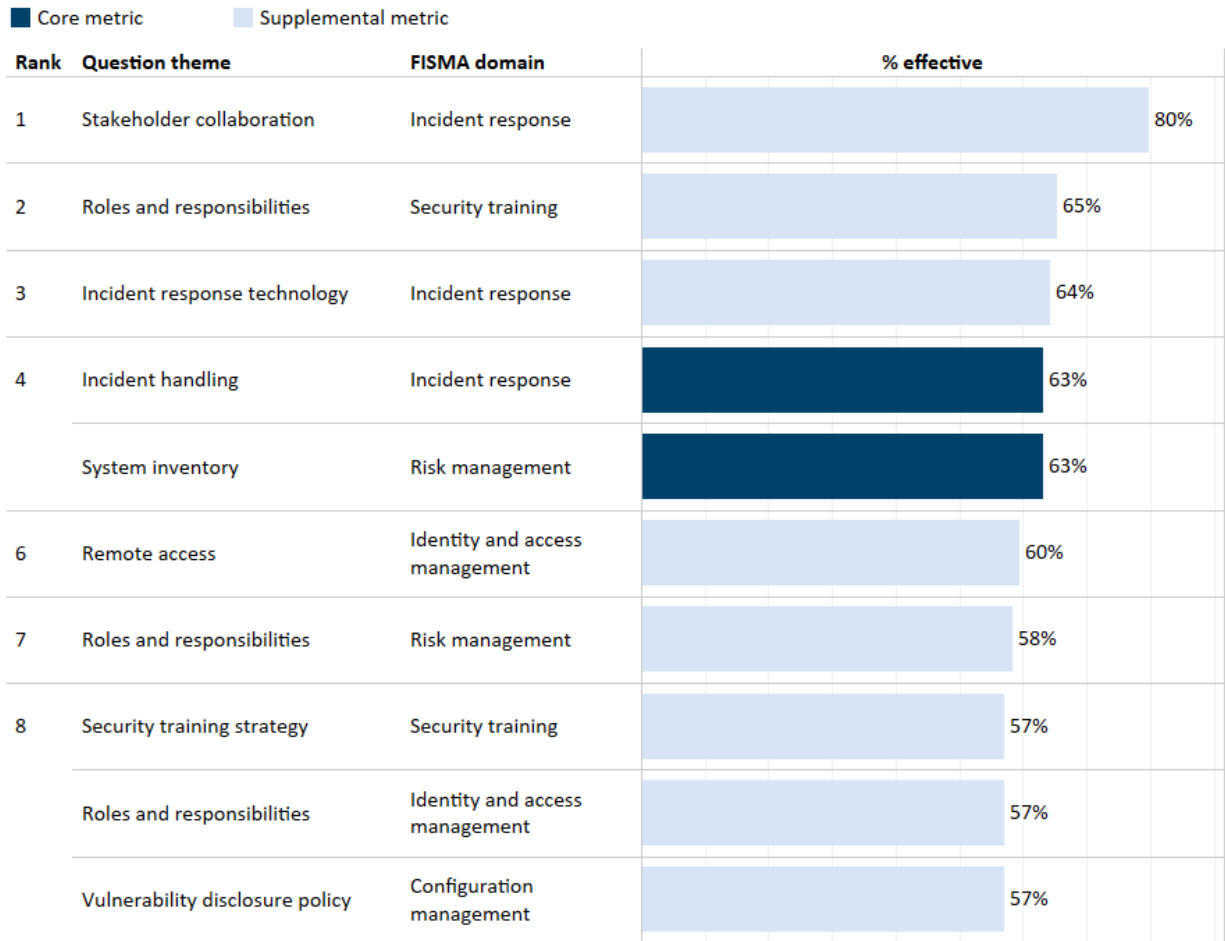 Core metric Supplemental metric
Rank Question theme FISMA domain % effective
1 Stakeholder collaboration Incident response 80%
2 Roles and responsibilities Security training 65%
3 Incident response technology Incident response 64%
4 Incident handling Incident response 63%
System inventory Risk management 63%
6 Remote access Identity and access management 60%
7 Roles and responsibilities Risk management 58%
8 Security training strategy Security training 57%
Roles and responsibilities Identity and access management 57%
Vulnerability disclosure policy Configuration management 57%